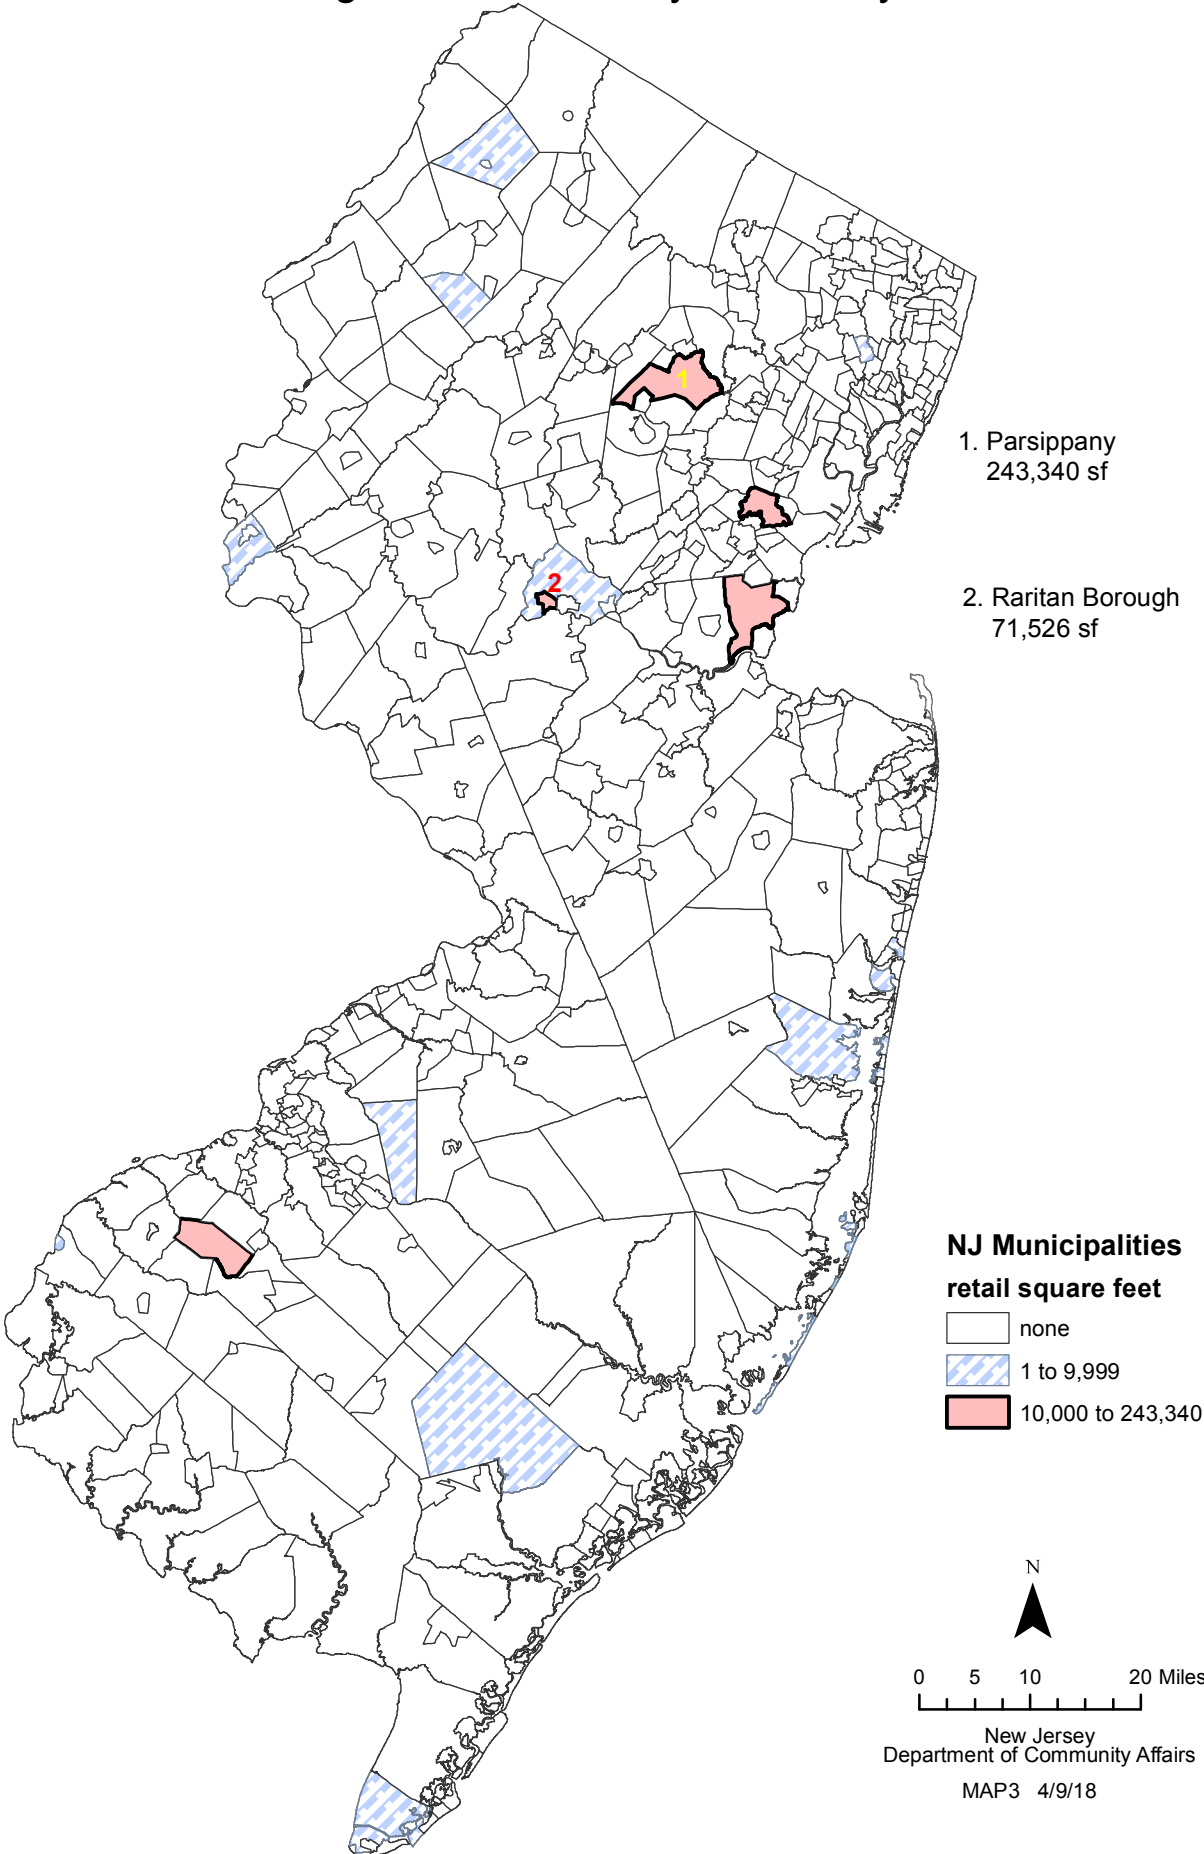 1
2
1. Parsippany
243,340 sf
2. Raritan Borough
71,526 sf
NJ Municipalities
retail square feet
none
1 to 9,999
10,000 to 243,340
N
0 5 10 20 Miles
New Jersey
Department of Community Affairs
MAP3 4/9/18